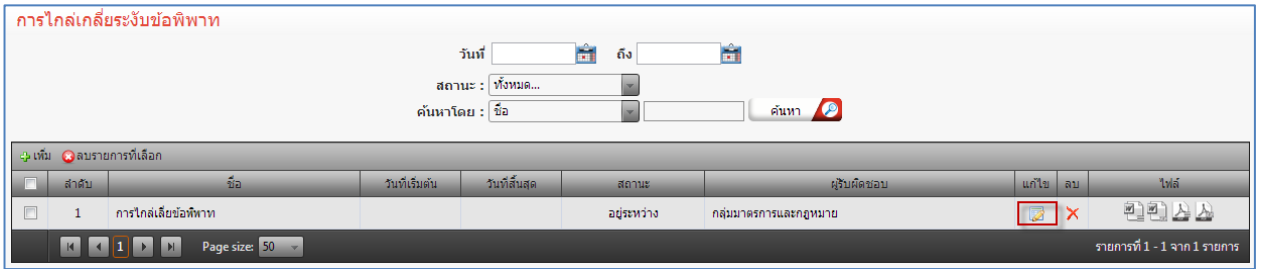 การไกล่เกลี่ยระงับข้อพิพาท
วันที่ ถึง
สถานะ : ทั้งหมด...
ค้นหาโดย : ชื่อ ค้นหา
เพิ่ม ลบรายการที่เลือก
ลำดับ ชื่อ วันที่เริ่มต้น วันที่สิ้นสุด สถานะ ผู้รับผิดชอบ แก้ไข ลบ ไฟล์
1 การไกล่เลี่ยข้อพิพาท อยู่ระหว่าง กลุ่มมาตรการและกฎหมาย
1 Page size: 50 รายการที่ 1 - 1 จาก 1 รายการ